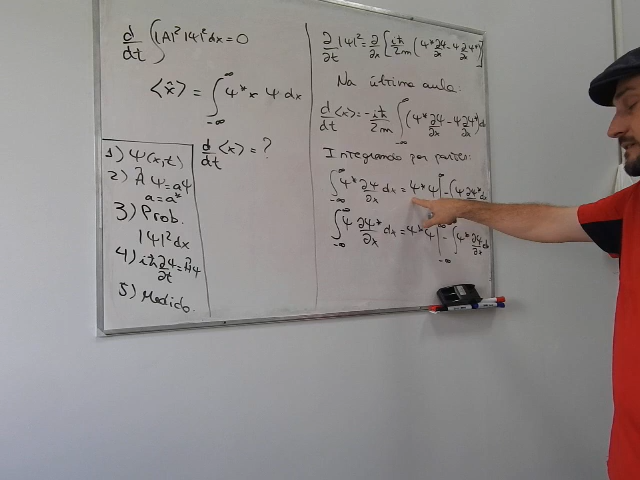 d/dt ∫ |A|² |ψ|² dx = 0
⟨x̂⟩ = ∫_{-∞}^{∞} ψ* x ψ dx
d/dt ⟨x⟩ = ?
1) Ψ(x,t)
2) Â ψ = aψ
a = a*
3) Prob.
|ψ|² dx
4) iħ ∂ψ/∂t = Ĥψ
5) Medida.
∂/∂t |ψ|² = ∂/∂x [iħ/2m (ψ* ∂ψ/∂x - ψ ∂ψ*/∂x)]
Na última aula:
d/dt ⟨x⟩ = -iħ/2m ∫_{-∞}^{∞} (ψ* ∂ψ/∂x - ψ ∂ψ*/∂x) dx
Integrando por partes:
∫_{-∞}^{∞} ψ* ∂ψ/∂x dx = ψ* ψ |^{∞} - ∫ ψ ∂ψ*/∂x dx
∫_{-∞}^{∞} ψ ∂ψ*/∂x dx = ψ* ψ |_{-∞}^{∞} - ∫ ψ* ∂ψ/∂x dx